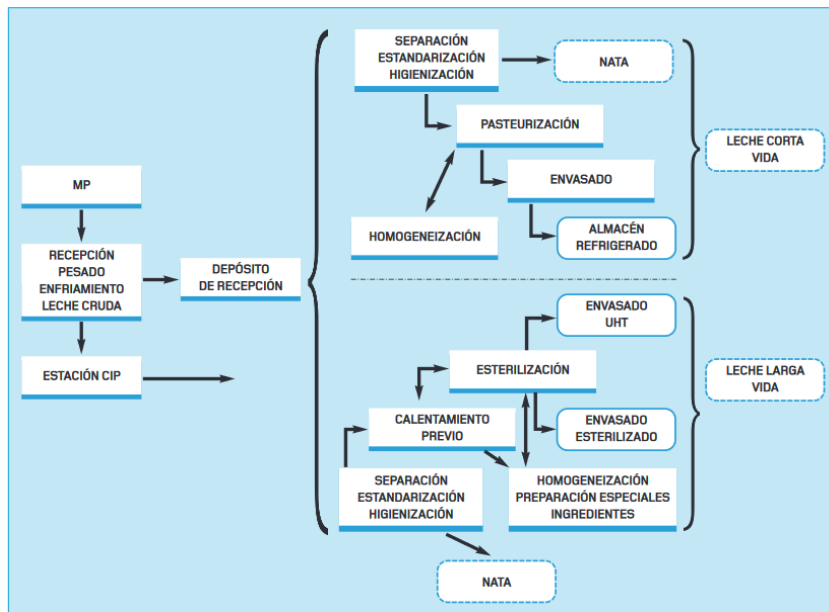 MP
RECEPCIÓN
PESADO
ENFRIAMIENTO
LECHE CRUDA
ESTACIÓN CIP
DEPÓSITO
DE RECEPCIÓN
SEPARACIÓN
ESTANDARIZACIÓN
HIGIENIZACIÓN
NATA
PASTEURIZACIÓN
ENVASADO
HOMOGENEIZACIÓN
ALMACÉN
REFRIGERADO
LECHE CORTA
VIDA
ENVASADO
UHT
ESTERILIZACIÓN
CALENTAMIENTO
PREVIO
ENVASADO
ESTERILIZADO
SEPARACIÓN
ESTANDARIZACIÓN
HIGIENIZACIÓN
HOMOGENEIZACIÓN
PREPARACIÓN ESPECIALES
INGREDIENTES
NATA
LECHE LARGA
VIDA